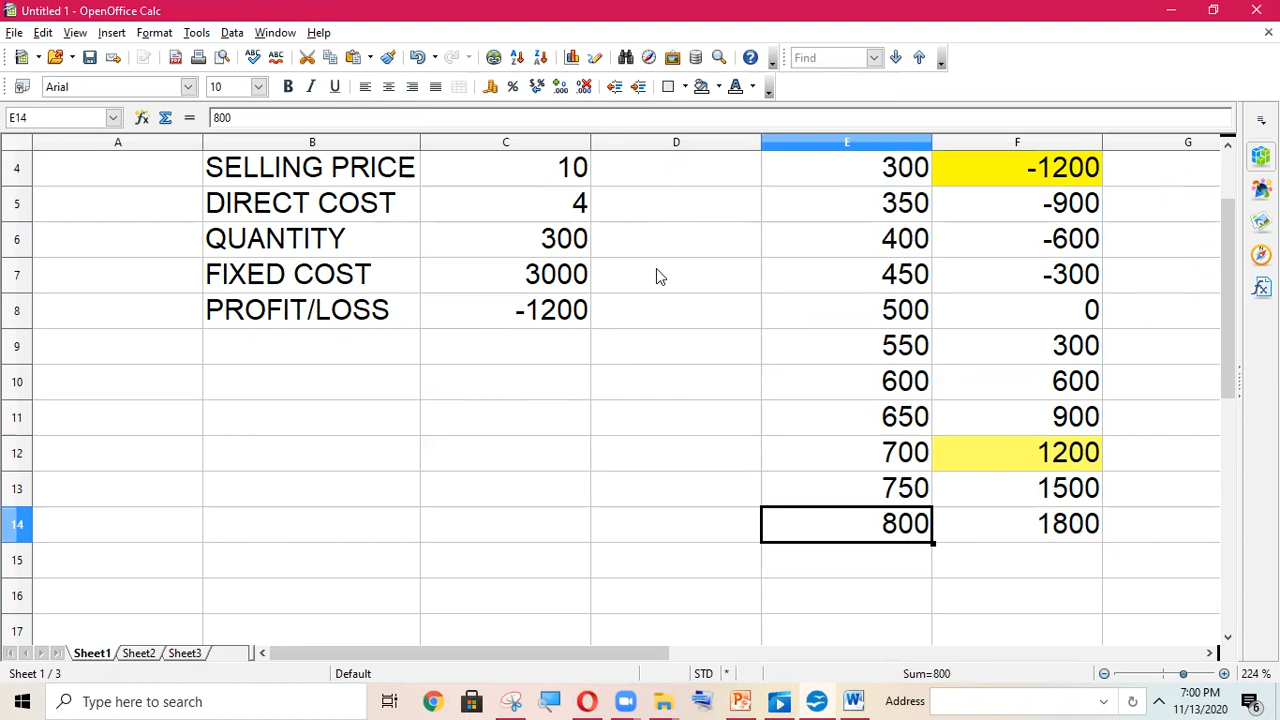 Untitled 1 - OpenOffice Calc
File Edit View Insert Format Tools Data Window Help
Find
Arial 10
E14 800
A B C D E F G
4 SELLING PRICE 10 300 -1200
5 DIRECT COST 4 350 -900
6 QUANTITY 300 400 -600
7 FIXED COST 3000 450 -300
8 PROFIT/LOSS -1200 500 0
9 550 300
10 600 600
11 650 900
12 700 1200
13 750 1500
14 800 1800
15
16
17
Sheet1 Sheet2 Sheet3
Sheet 1 / 3 Default STD * Sum=800 224 %
Type here to search Address 7:00 PM
11/13/2020 6